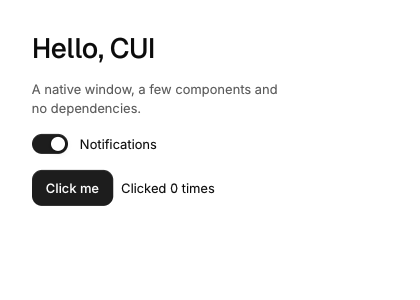 Hello, CUI
A native window, a few components and
no dependencies.
Notifications
Click me
Clicked 0 times